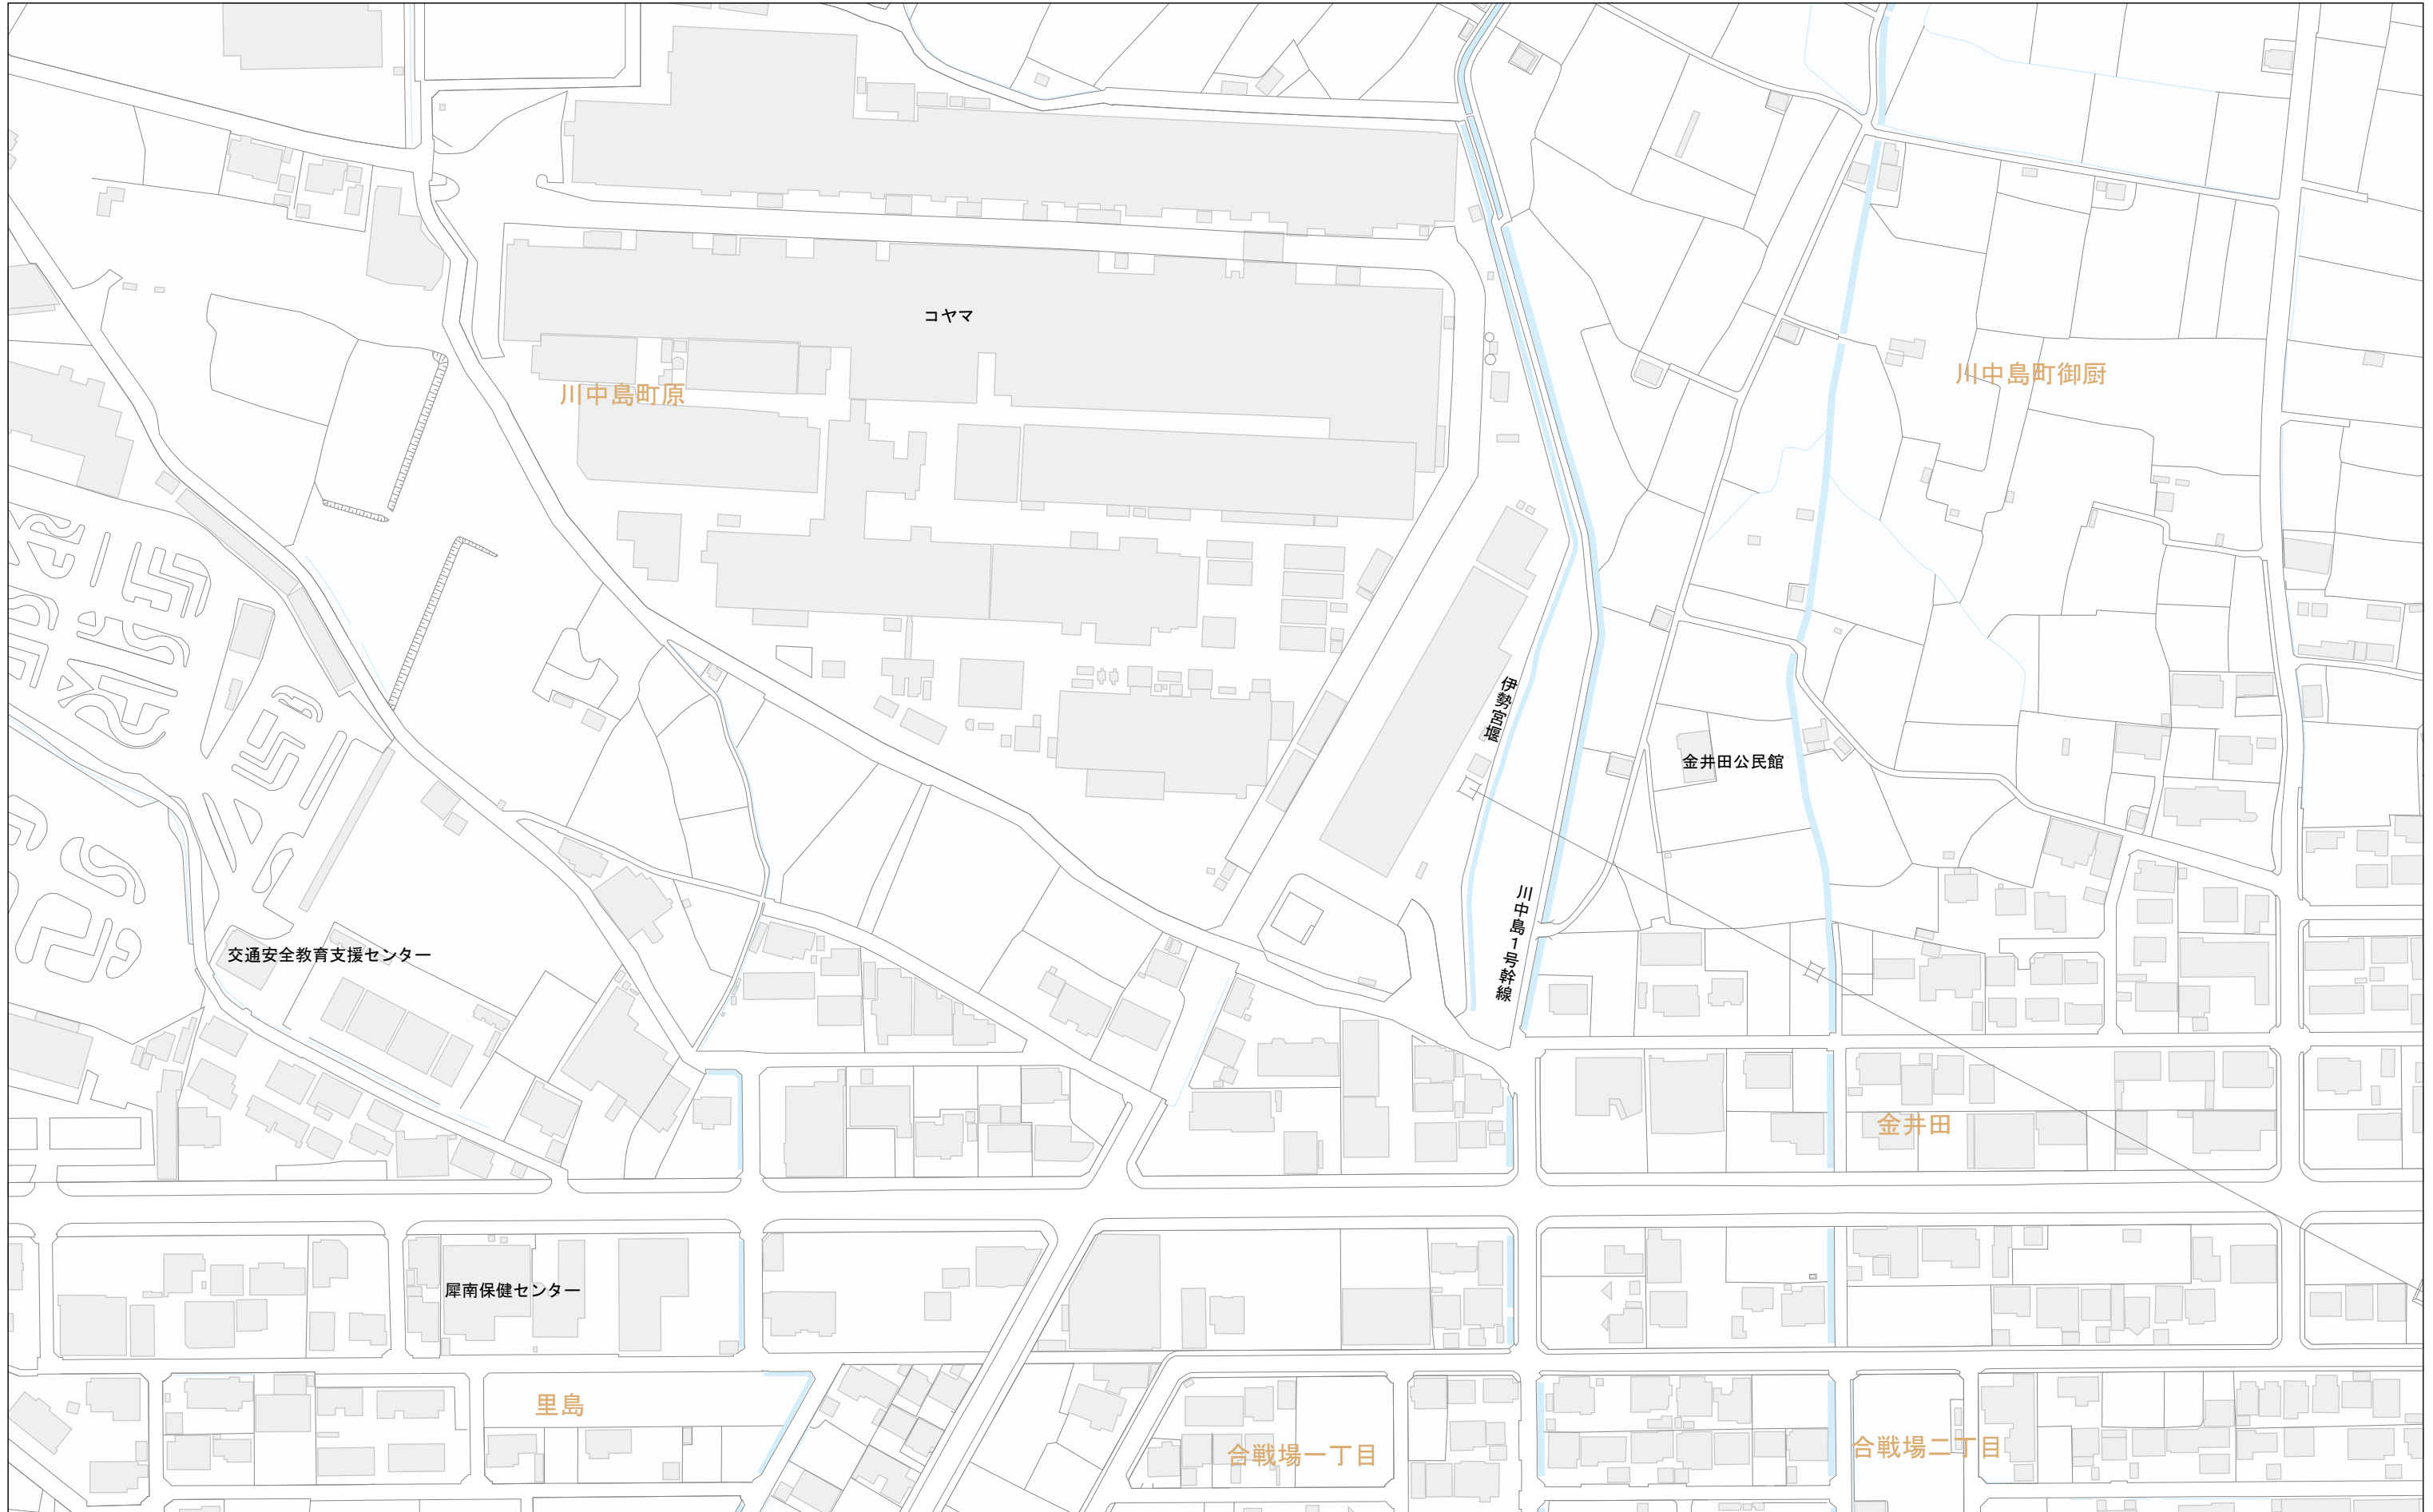 コヤマ
川中島町原
川中島町御厨
伊勢宮堰
金井田公民館
川中島1号幹線
交通安全教育支援センター
金井田
犀南保健センター
里島
合戦場一丁目
合戦場二丁目